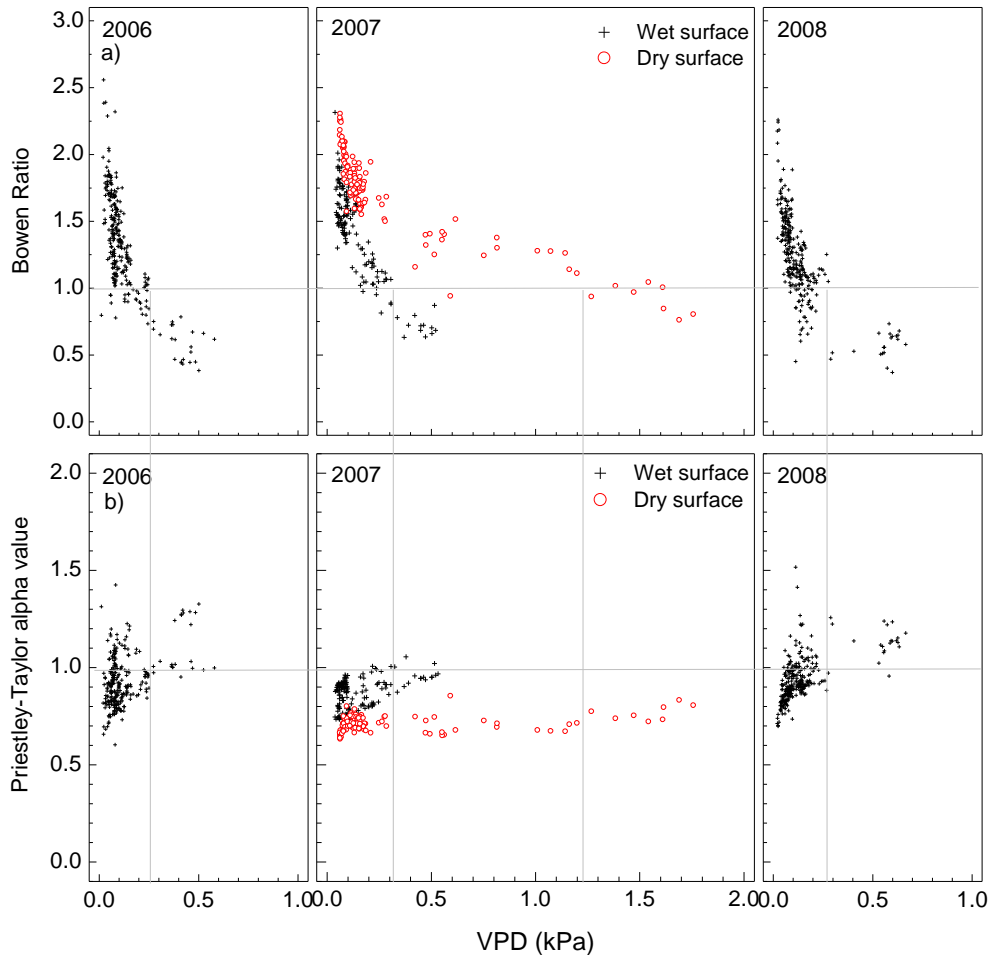 3.0
2006
2007
2008
Wet surface
a)
Dry surface
2.5
2.0
1.5
1.0
0.5
0.0
Bowen Ratio
2.0
2006
2007
2008
Wet surface
b)
Dry surface
1.5
1.0
0.5
0.0
Priestley-Taylor alpha value
0.0 0.5 1.0
0.0 0.5 1.0 1.5 2.0
0.0 0.5 1.0
VPD (kPa)